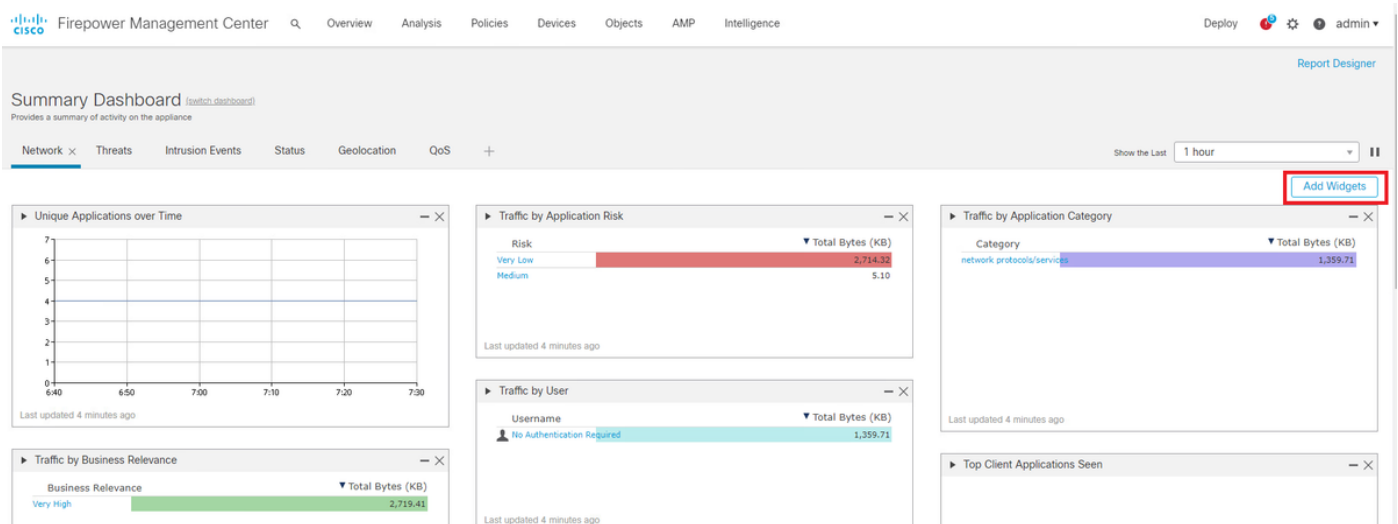 CISCO Firepower Management Center Overview Analysis Policies Devices Objects AMP Intelligence Deploy admin
Report Designer
Summary Dashboard (switch dashboard)
Provides a summary of activity on the appliance
Network × Threats Intrusion Events Status Geolocation QoS + Show the Last 1 hour
Add Widgets
Unique Applications over Time
7
6
5
4
3
2
1
0
6:40 6:50 7:00 7:10 7:20 7:30
Last updated 4 minutes ago
Traffic by Business Relevance
Business Relevance Total Bytes (KB)
Very High 2,719.41
Traffic by Application Risk
Risk Total Bytes (KB)
Very Low 2,714.32
Medium 5.10
Last updated 4 minutes ago
Traffic by User
Username Total Bytes (KB)
No Authentication Required 1,359.71
Last updated 4 minutes ago
Traffic by Application Category
Category Total Bytes (KB)
network protocols/services 1,359.71
Last updated 4 minutes ago
Top Client Applications Seen